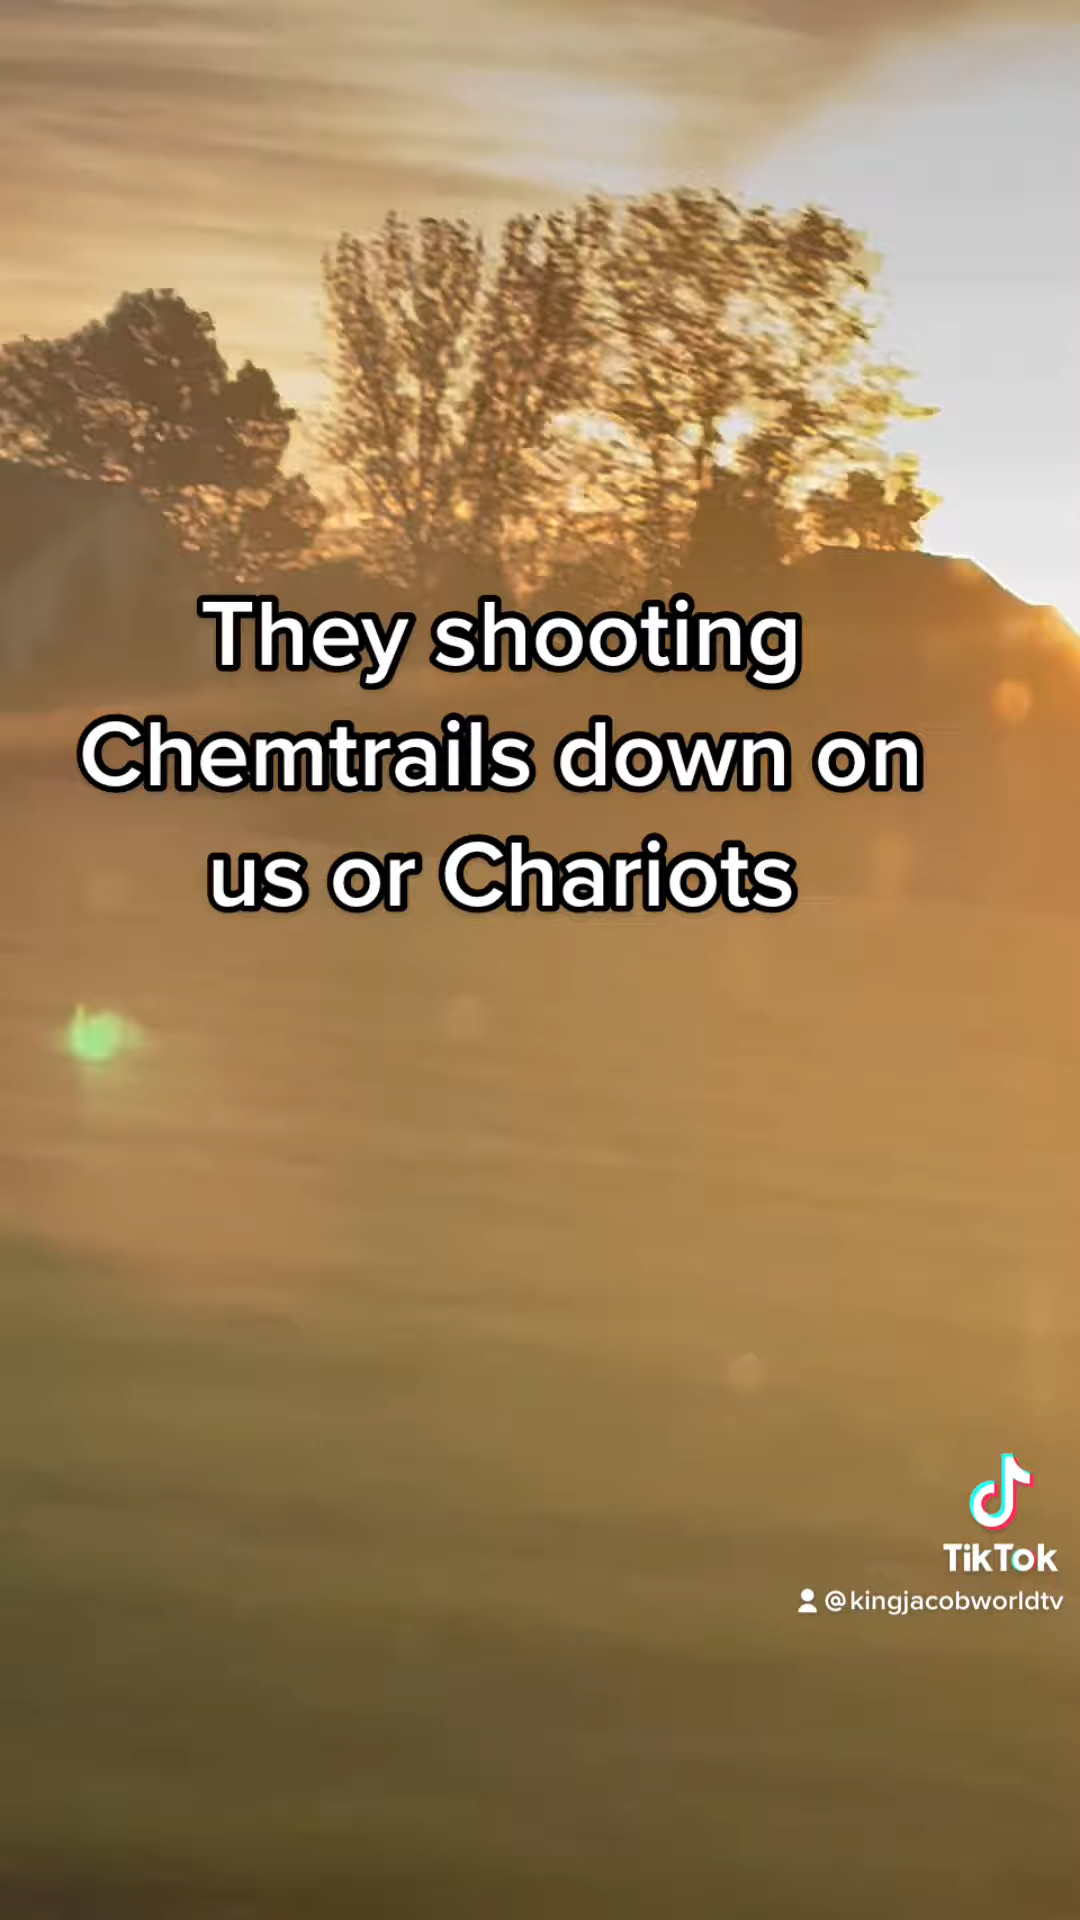 They shooting
Chemtrails down on
us or Chariots
TikTok
@kingjacobworldtv